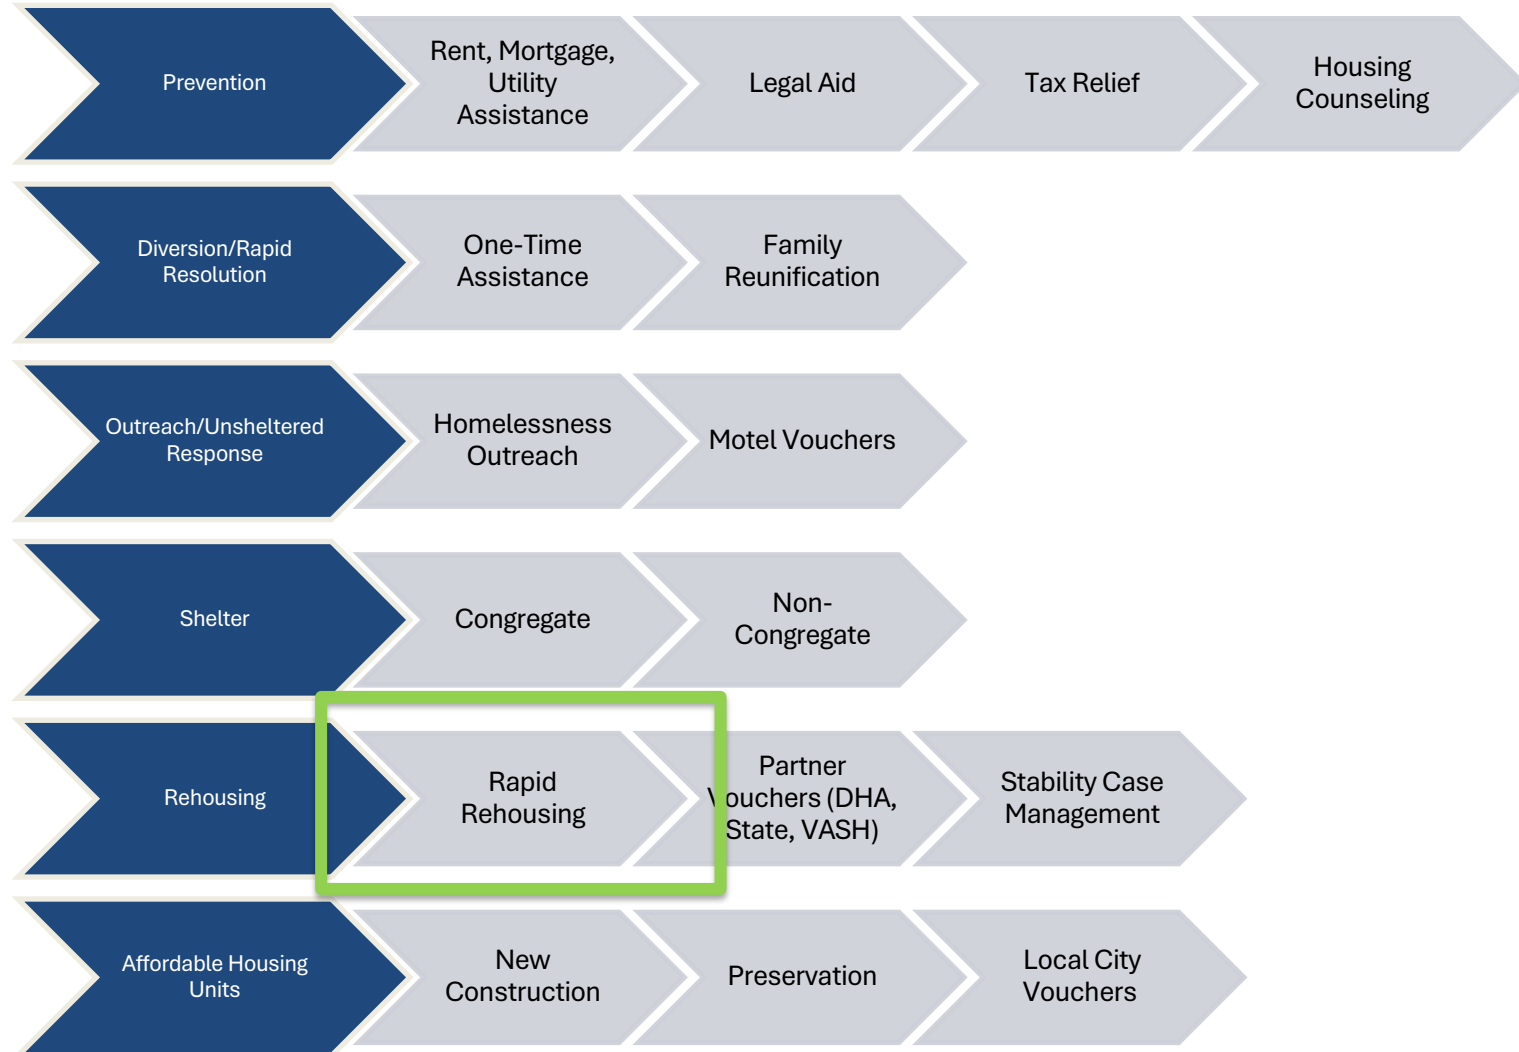 Prevention
Rent, Mortgage,
Utility
Assistance
Legal Aid
Tax Relief
Housing
Counseling
Diversion/Rapid
Resolution
One-Time
Assistance
Family
Reunification
Outreach/Unsheltered
Response
Homelessness
Outreach
Motel Vouchers
Shelter
Congregate
Non-
Congregate
Rehousing
Rapid
Rehousing
Partner
Vouchers (DHA,
State, VASH)
Stability Case
Management
Affordable Housing
Units
New
Construction
Preservation
Local City
Vouchers